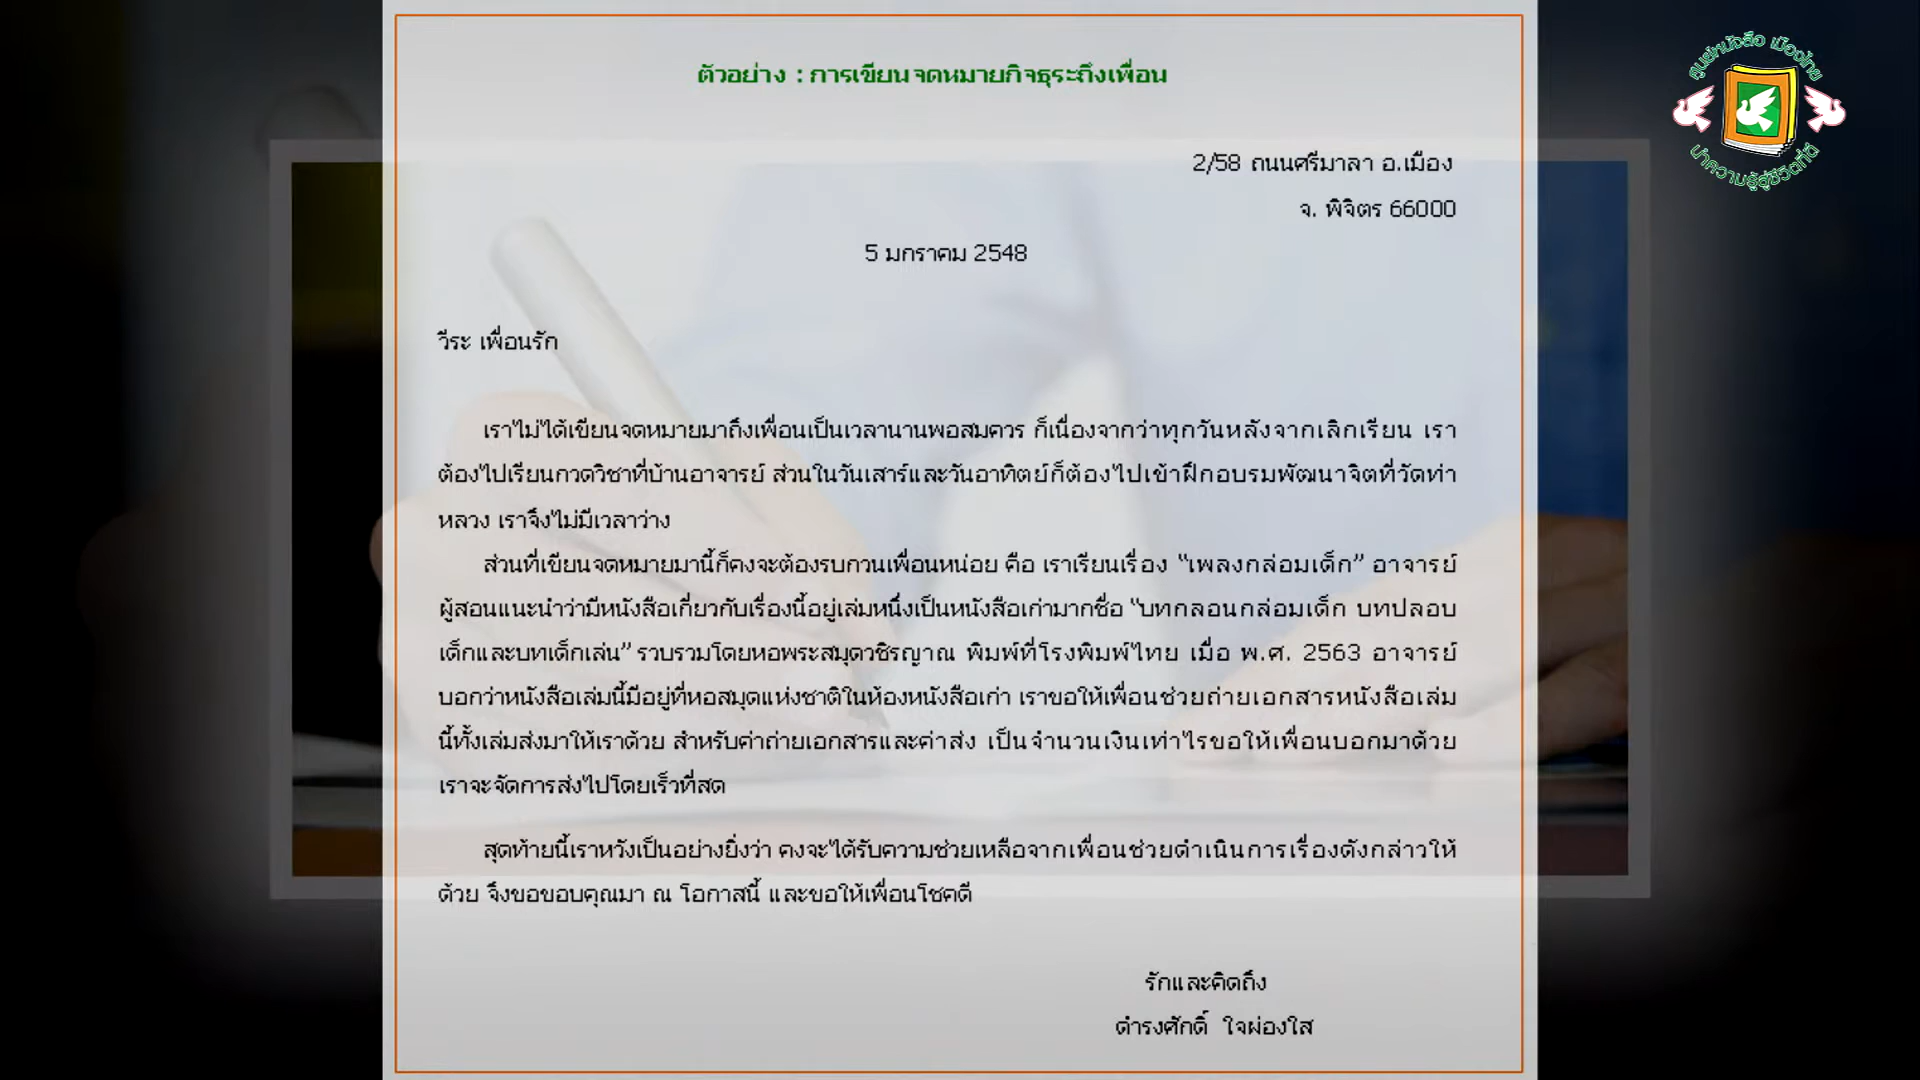 ตัวอย่าง : การเขียนจดหมายกิจธุระถึงเพื่อน
ศูนย์หนังสือ เมืองไทย
นำความรู้สู่ชีวิตที่ดี
2/58 ถนนศรีมาลา อ.เมือง
จ. พิจิตร 66000
5 มกราคม 2548
วีระ เพื่อนรัก
เราไม่ได้เขียนจดหมายมาถึงเพื่อนเป็นเวลานานพอสมควร ก็เนื่องจากว่าทุกวันหลังจากเลิกเรียน เรา
ต้องไปเรียนกวดวิชาที่บ้านอาจารย์ ส่วนในวันเสาร์และวันอาทิตย์ก็ต้องไปเข้าฝึกอบรมพัฒนาจิตที่วัดท่า
หลวง เราจึงไม่มีเวลาว่าง
ส่วนที่เขียนจดหมายมานี้ก็คงจะต้องรบกวนเพื่อนหน่อย คือ เราเรียนเรื่อง “เพลงกล่อมเด็ก” อาจารย์
ผู้สอนแนะนำว่ามีหนังสือเกี่ยวกับเรื่องนี้อยู่เล่มหนึ่งเป็นหนังสือเก่ามากชื่อ “บทกลอนกล่อมเด็ก บทปลอบ
เด็กและบทเด็กเล่น” รวบรวมโดยหอพระสมุดวชิรญาณ พิมพ์ที่โรงพิมพ์ไทย เมื่อ พ.ศ. 2563 อาจารย์
บอกว่าหนังสือเล่มนี้มีอยู่ที่หอสมุดแห่งชาติในห้องหนังสือเก่า เราขอให้เพื่อนช่วยถ่ายเอกสารหนังสือเล่ม
นี้ทั้งเล่มส่งมาให้เราด้วย สำหรับค่าถ่ายเอกสารและค่าส่ง เป็นจำนวนเงินเท่าไรขอให้เพื่อนบอกมาด้วย
เราจะจัดการส่งไปโดยเร็วที่สุด
สุดท้ายนี้เราหวังเป็นอย่างยิ่งว่า คงจะได้รับความช่วยเหลือจากเพื่อนช่วยดำเนินการเรื่องดังกล่าวให้
ด้วย จึงขอขอบคุณมา ณ โอกาสนี้ และขอให้เพื่อนโชคดี
รักและคิดถึง
ดำรงศักดิ์ ใจผ่องใส